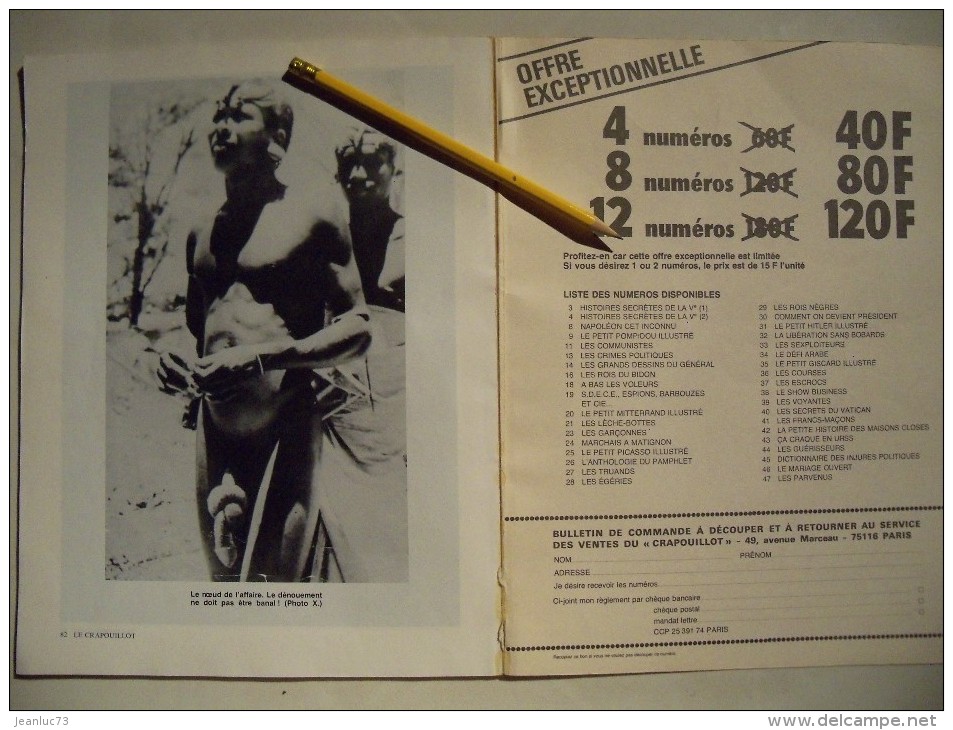 Le nœud de l'affaire. Le dénouement
ne doit pas être banal ! (Photo X.)
62 LE CRAPOUILLOT
OFFRE
EXCEPTIONNELLE
4 numéros 60F 40F
8 numéros 120F 80F
12 numéros 180F 120F
Profitez-en car cette offre exceptionnelle est limitée
Si vous désirez 1 ou 2 numéros, le prix est de 15 F l'unité
LISTE DES NUMEROS DISPONIBLES
3 HISTOIRES SECRÈTES DE LA Vᵉ (1)
4 HISTOIRES SECRÈTES DE LA Vᵉ (2)
8 NAPOLÉON CET INCONNU
9 LE PETIT POMPIDOU ILLUSTRÉ
11 LES COMMUNISTES
13 LES CRIMES POLITIQUES
14 LES GRANDS DESSINS DU GÉNÉRAL
16 LES ROIS DU BIDON
18 A BAS LES VOLEURS
19 S.D.E.C.E., ESPIONS, BARBOUZES
ET CIE...
20 LE PETIT MITTERRAND ILLUSTRÉ
21 LES LÈCHE-BOTTES
23 LES GARÇONNES
24 MARCHAIS A MATIGNON
25 LE PETIT PICASSO ILLUSTRÉ
26 L'ANTHOLOGIE DU PAMPHLET
27 LES TRUANDS
28 LES ÉGÉRIES
29 LES ROIS NÈGRES
30 COMMENT ON DEVIENT PRÉSIDENT
31 LE PETIT HITLER ILLUSTRÉ
32 LA LIBÉRATION SANS BOBARDS
33 LES SEXPLOITEURS
34 LE DÉFI ARABE
35 LE PETIT GISCARD ILLUSTRÉ
36 LES COURSES
37 LES ESCROCS
38 LE SHOW BUSINESS
39 LES VOYANTES
40 LES SECRETS DU VATICAN
41 LES FRANCS-MAÇONS
42 LA PETITE HISTOIRE DES MAISONS CLOSES
43 ÇA CRAQUE EN URSS
44 LES GUÉRISSEURS
45 DICTIONNAIRE DES INJURES POLITIQUES
46 LE MARIAGE OUVERT
47 LES PARVENUS
BULLETIN DE COMMANDE À DÉCOUPER ET À RETOURNER AU SERVICE
DES VENTES DU « CRAPOUILLOT » - 49, avenue Marceau - 75116 PARIS
NOM PRÉNOM
ADRESSE
Je désire recevoir les numéros
Ci-joint mon règlement par chèque bancaire
chèque postal
mandat lettre
CCP 25 391 74 PARIS
Recopier ce bon si vous ne voulez pas découper ce numéro.
jeanluc73
www.delcampe.net